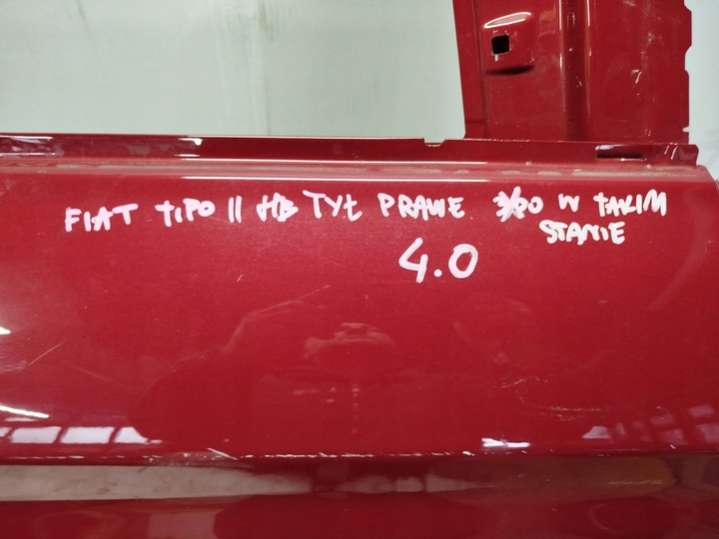 FIAT TIPO II HB TYŁ PRAWE W TAKIM
STANIE
4.0